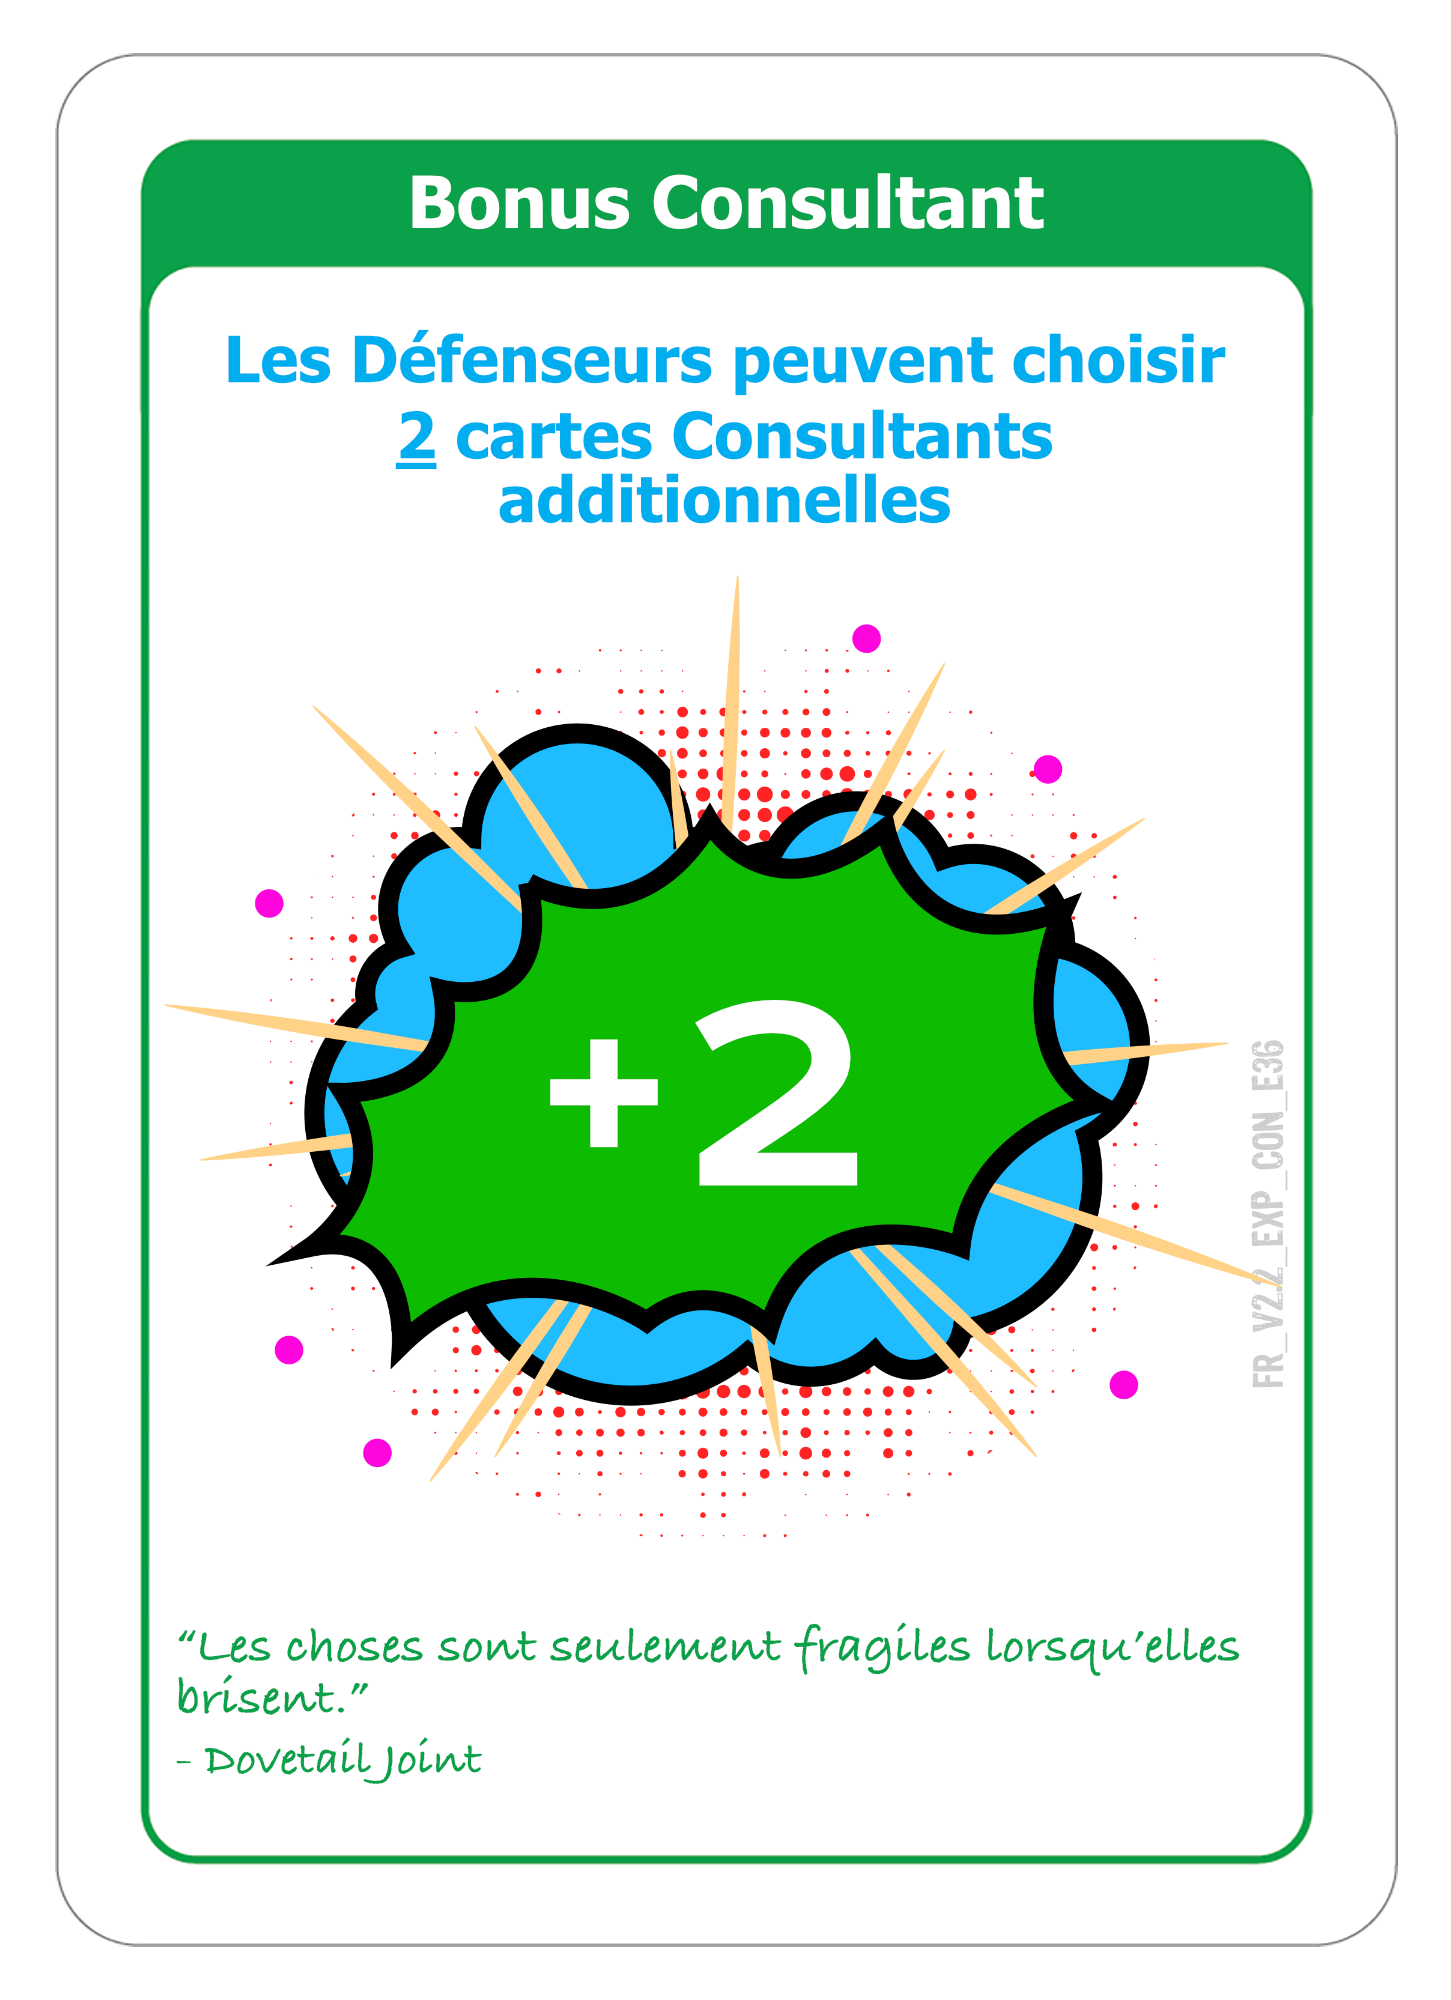 Bonus Consultant
Les Défenseurs peuvent choisir
2 cartes Consultants
additionnelles
+2
FR_V2.2_EXP_CON_E36
“Les choses sont seulement fragiles lorsqu’elles
brisent.”
- Dovetail Joint